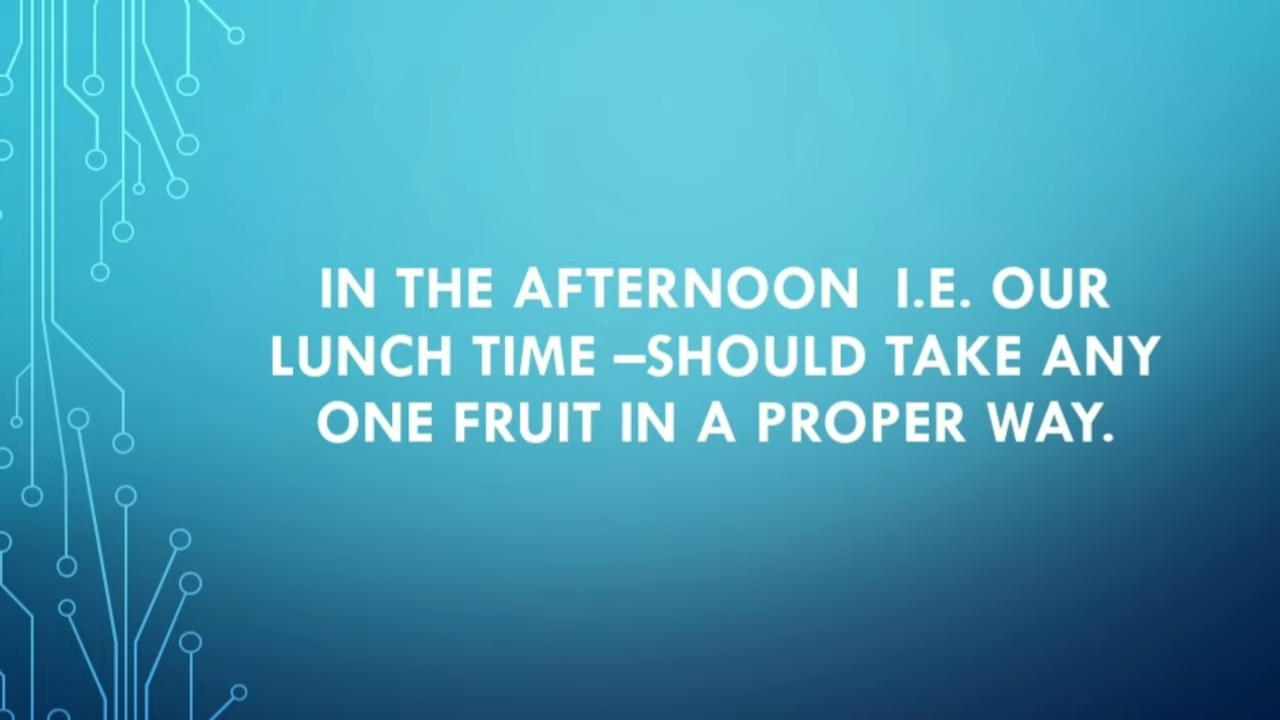 IN THE AFTERNOON  I.E. OUR
LUNCH TIME –SHOULD TAKE ANY
ONE FRUIT IN A PROPER WAY.